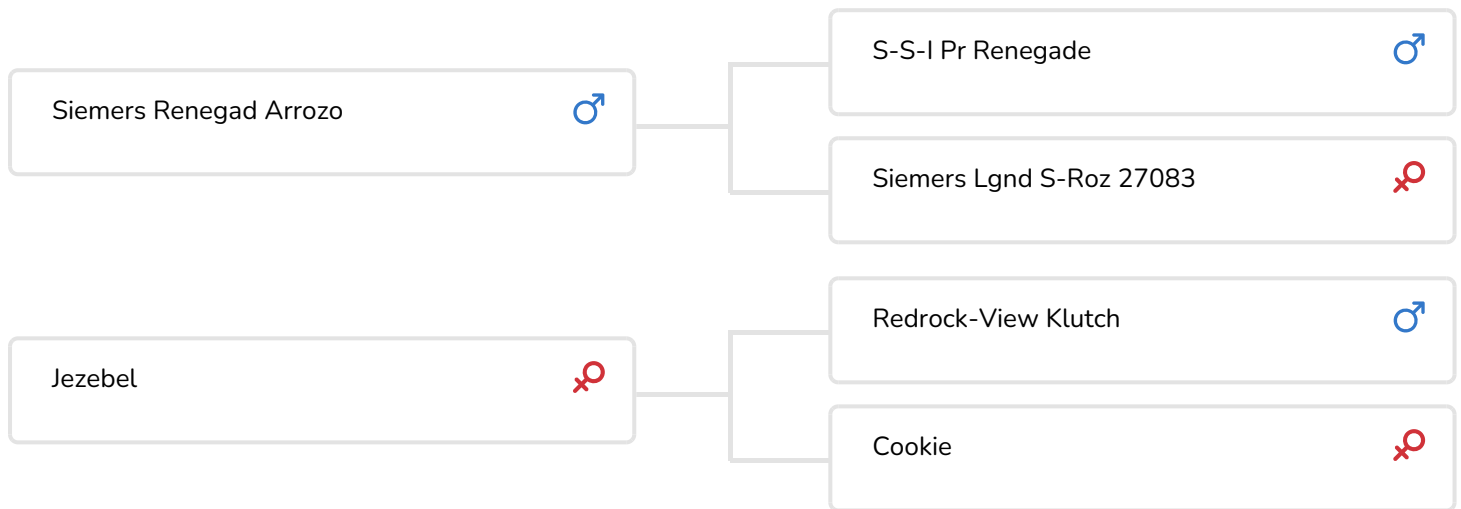 S-S-I Pr Renegade
Siemers Renegad Arrozo
Siemers Lgnd S-Roz 27083
Redrock-View Klutch
Jezebel
Cookie